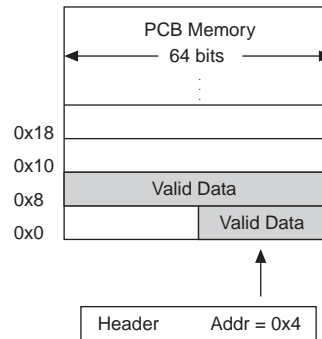 PCB Memory
64 bits
0x18
0x10
Valid Data
0x8
Valid Data
0x0
Header Addr = 0x4